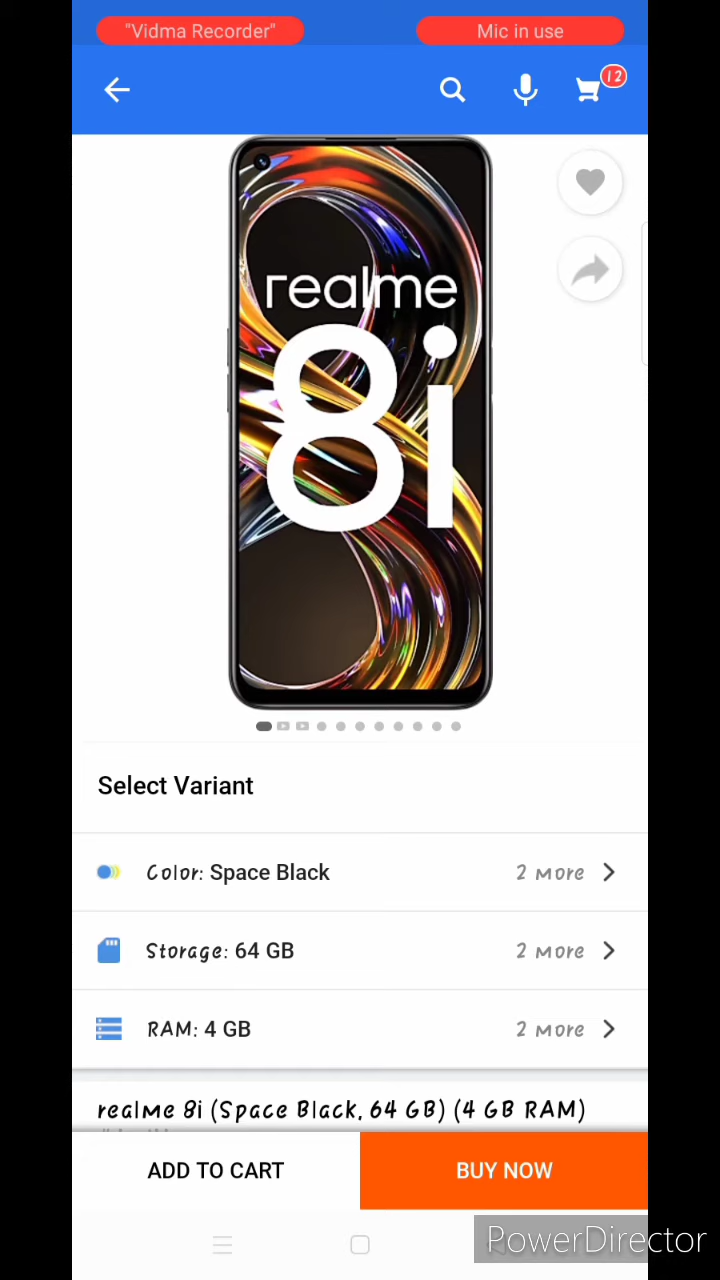 "Vidma Recorder" Mic in use
12
realme
8i
Select Variant
Color: Space Black 2 more
Storage: 64 GB 2 more
RAM: 4 GB 2 more
realme 8i (Space Black, 64 GB) (4 GB RAM)
ADD TO CART BUY NOW
PowerDirector